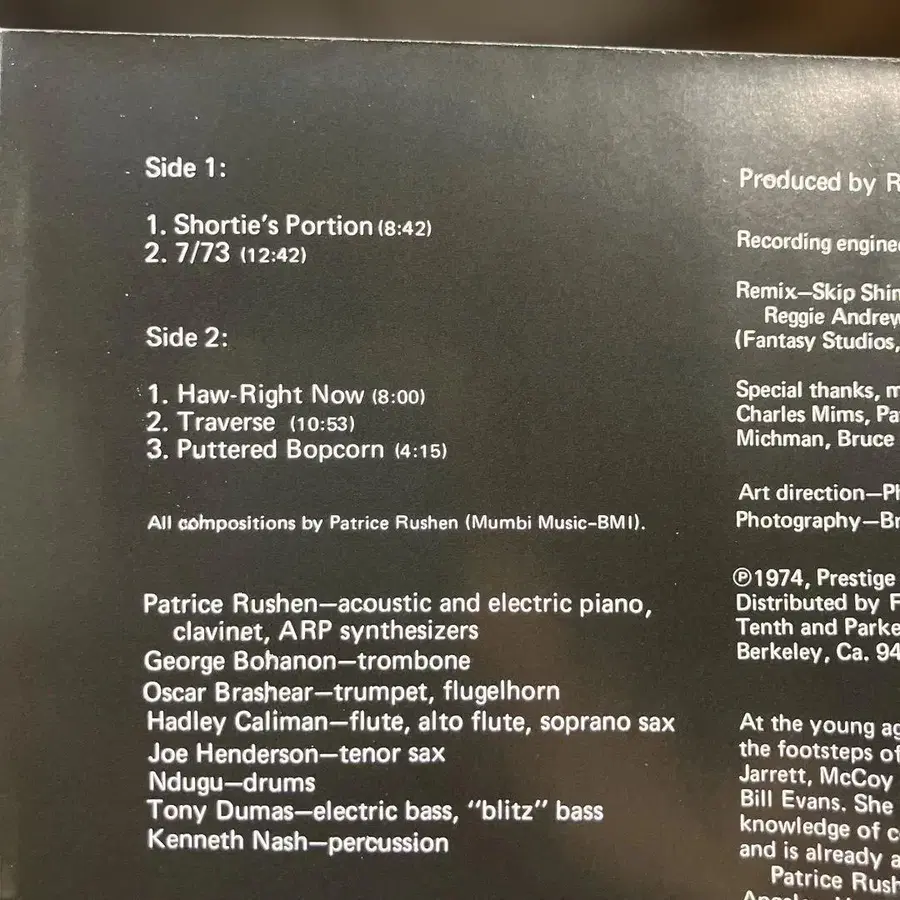 Side 1:
1. Shortie's Portion (8:42)
2. 7/73 (12:42)
Side 2:
1. Haw-Right Now (8:00)
2. Traverse (10:53)
3. Puttered Bopcorn (4:15)
All compositions by Patrice Rushen (Mumbi Music-BMI).
Patrice Rushen—acoustic and electric piano,
clavinet, ARP synthesizers
George Bohanon—trombone
Oscar Brashear—trumpet, flugelhorn
Hadley Caliman—flute, alto flute, soprano sax
Joe Henderson—tenor sax
Ndugu—drums
Tony Dumas—electric bass, "blitz" bass
Kenneth Nash—percussion
Produced by
Recording
Remix—Skip
Reggie
(Fantasy Studios,
Special thanks,
Charles Mims,
Michman, Bruce
Art direction—
Photography—
Ⓟ1974, Prestige
Distributed by
Tenth and
Berkeley, Ca.
At the young
the footsteps of
Jarrett, McCoy
Bill Evans. She
knowledge of
and is already
Patrice